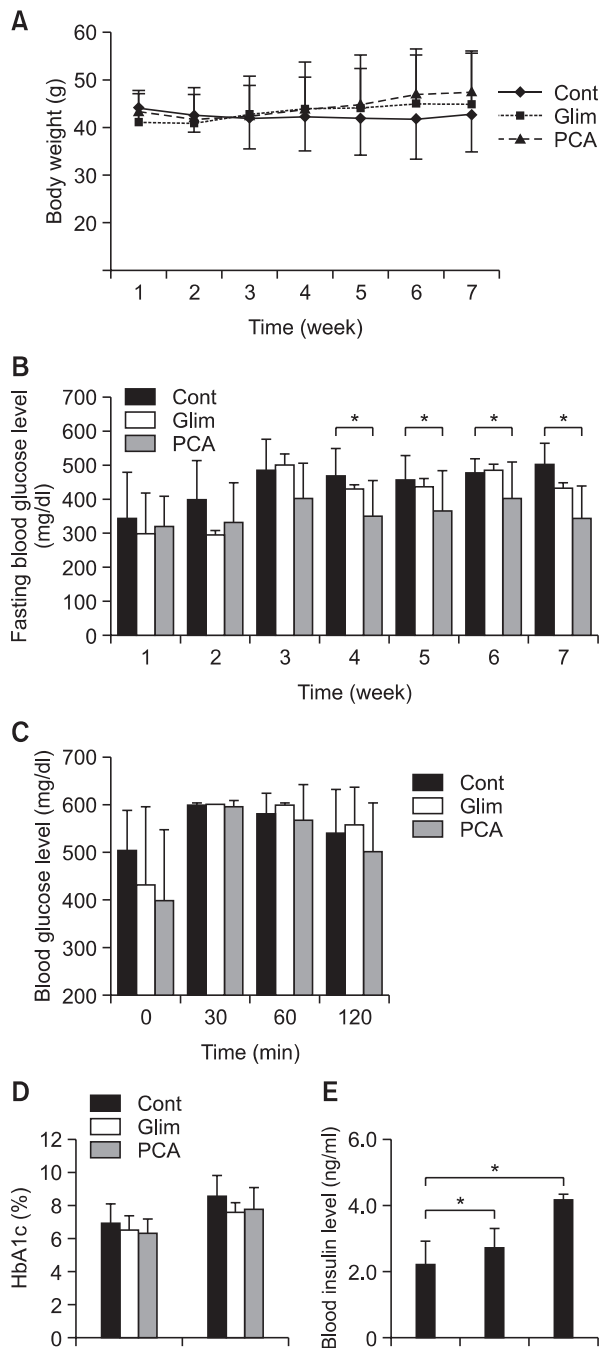 A
60
50
40
30
20
Body weight (g)
1 2 3 4 5 6 7
Time (week)
Cont
Glim
PCA
B
700
600
500
400
300
200
100
0
Fasting blood glucose level
(mg/dl)
Cont
Glim
PCA
* * * *
1 2 3 4 5 6 7
Time (week)
C
700
600
500
400
300
200
Blood glucose level (mg/dl)
Cont
Glim
PCA
0 30 60 120
Time (min)
D
Cont
Glim
PCA
12
10
8
6
4
2
0
HbA1c (%)
E
6.0
4.0
2.0
0
Blood insulin level (ng/ml)
*
*